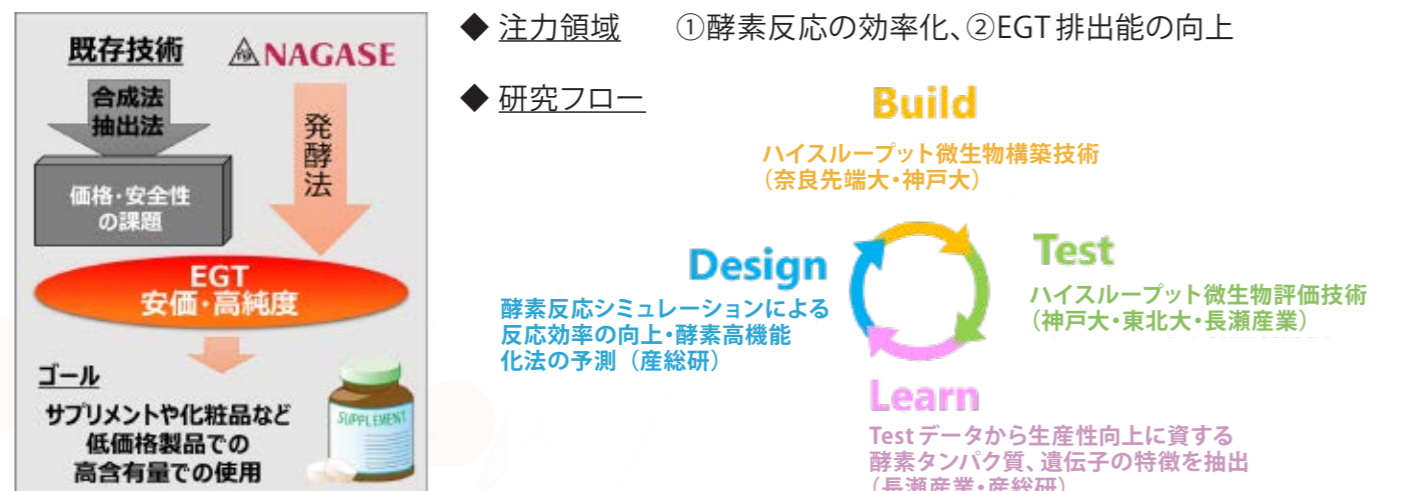 既存技術
NAGASE
合成法
抽出法
発酵法
価格・安全性
の課題
EGT
安価・高純度
ゴール
サプリメントや化粧品など
低価格製品での
高含有量での使用
SUPPLEMENT
◆ 注力領域 ①酵素反応の効率化、②EGT排出能の向上
◆ 研究フロー
Build
ハイスループット微生物構築技術
（奈良先端大・神戸大）
Design
酵素反応シミュレーションによる
反応効率の向上・酵素高機能
化法の予測（産総研）
Test
ハイスループット微生物評価技術
（神戸大・東北大・長瀬産業）
Learn
Testデータから生産性向上に資する
酵素タンパク質、遺伝子の特徴を抽出
（長瀬産業・産総研）